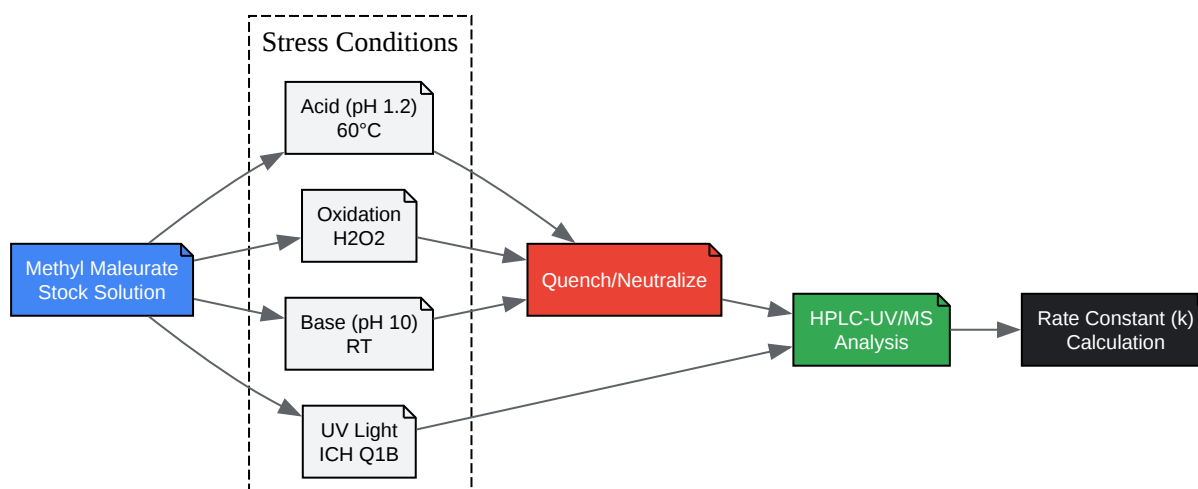 Stress Conditions
Acid (pH 1.2)
60°C
Oxidation
H2O2
Methyl Maleurate
Stock Solution
Quench/Neutralize
Base (pH 10)
RT
HPLC-UV/MS
Analysis
Rate Constant (k)
Calculation
UV Light
ICH Q1B